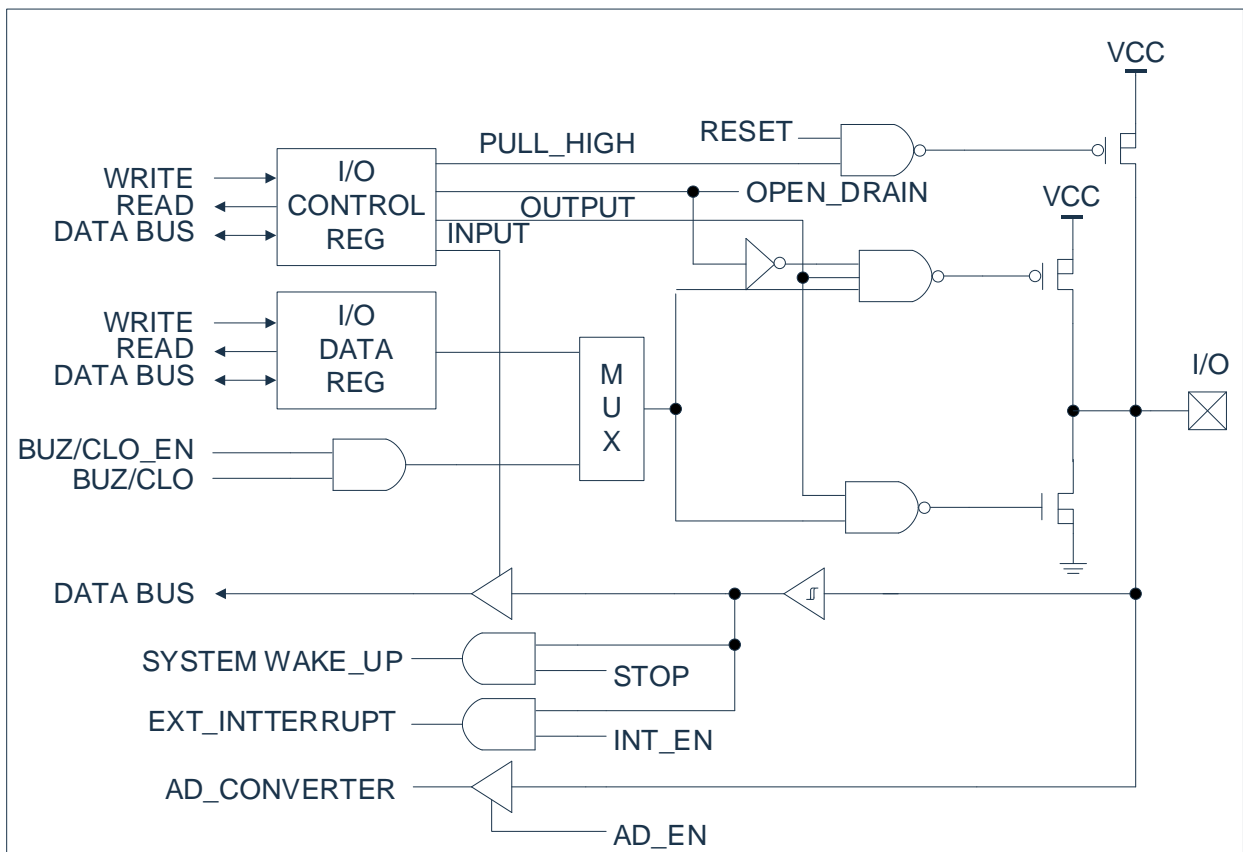 VCC
RESET
PULL_HIGH
I/O
CONTROL
REG
WRITE
READ
DATA BUS
OPEN_DRAIN
OUTPUT
INPUT
VCC
I/O
DATA
REG
WRITE
READ
DATA BUS
M
U
X
I/O
BUZ/CLO_EN
BUZ/CLO
DATA BUS
SYSTEM WAKE_UP
STOP
EXT_INTTERRUPT
INT_EN
AD_CONVERTER
AD_EN